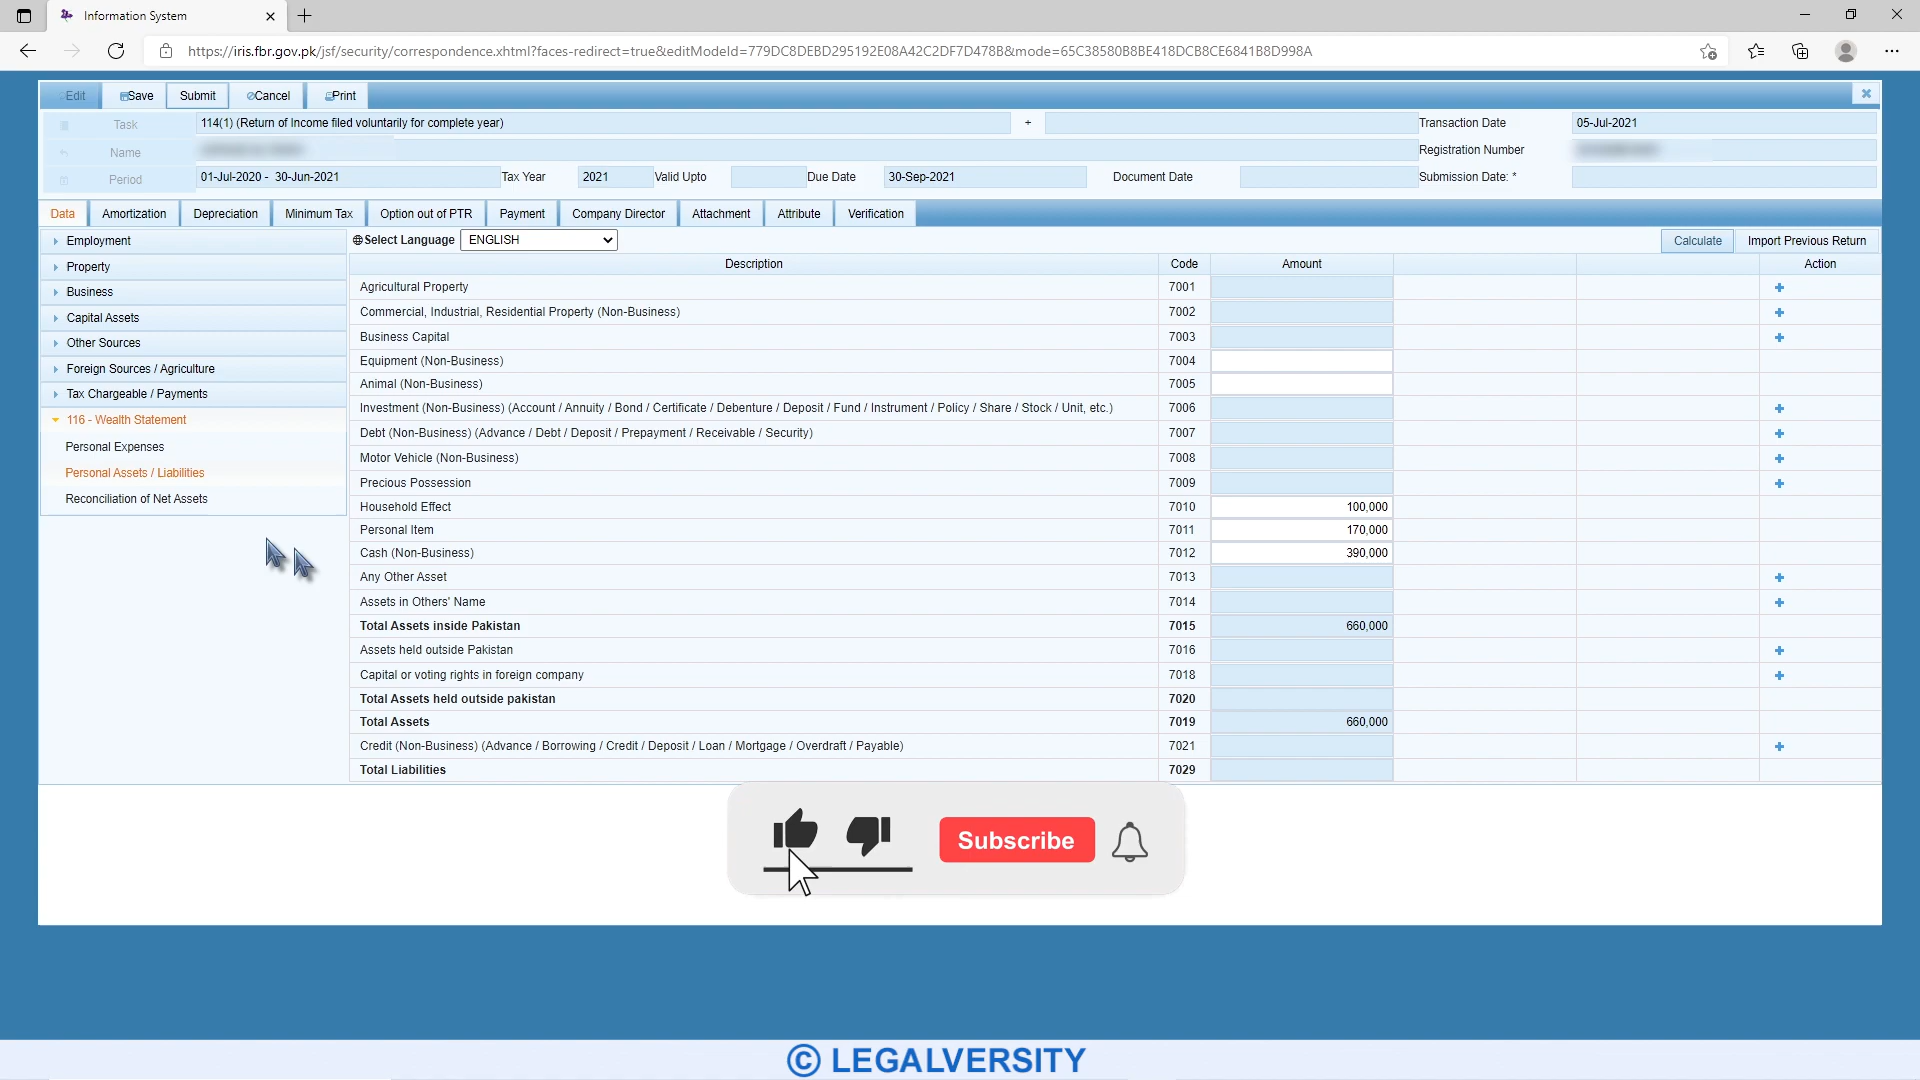 Information System
https://iris.fbr.gov.pk/jsf/security/correspondence.xhtml?faces-redirect=true&editModeId=779DC8DEBD295192E08A42C2DF7D478B&mode=65C38580B8BE418DCB8CE6841B8D998A
Edit Save Submit Cancel Print
Task 114(1) (Return of Income filed voluntarily for complete year) + Transaction Date 05-Jul-2021
Name Registration Number
Period 01-Jul-2020 - 30-Jun-2021 Tax Year 2021 Valid Upto Due Date 30-Sep-2021 Document Date Submission Date: *
Data Amortization Depreciation Minimum Tax Option out of PTR Payment Company Director Attachment Attribute Verification
Employment
Property
Business
Capital Assets
Other Sources
Foreign Sources / Agriculture
Tax Chargeable / Payments
116 - Wealth Statement
Personal Expenses
Personal Assets / Liabilities
Reconciliation of Net Assets
Select Language ENGLISH Calculate Import Previous Return
Description Code Amount Action
Agricultural Property 7001
Commercial, Industrial, Residential Property (Non-Business) 7002
Business Capital 7003
Equipment (Non-Business) 7004
Animal (Non-Business) 7005
Investment (Non-Business) (Account / Annuity / Bond / Certificate / Debenture / Deposit / Fund / Instrument / Policy / Share / Stock / Unit, etc.) 7006
Debt (Non-Business) (Advance / Debt / Deposit / Prepayment / Receivable / Security) 7007
Motor Vehicle (Non-Business) 7008
Precious Possession 7009
Household Effect 7010 100,000
Personal Item 7011 170,000
Cash (Non-Business) 7012 390,000
Any Other Asset 7013
Assets in Others' Name 7014
Total Assets inside Pakistan 7015 660,000
Assets held outside Pakistan 7016
Capital or voting rights in foreign company 7018
Total Assets held outside pakistan 7020
Total Assets 7019 660,000
Credit (Non-Business) (Advance / Borrowing / Credit / Deposit / Loan / Mortgage / Overdraft / Payable) 7021
Total Liabilities 7029
Subscribe
© LEGALVERSITY